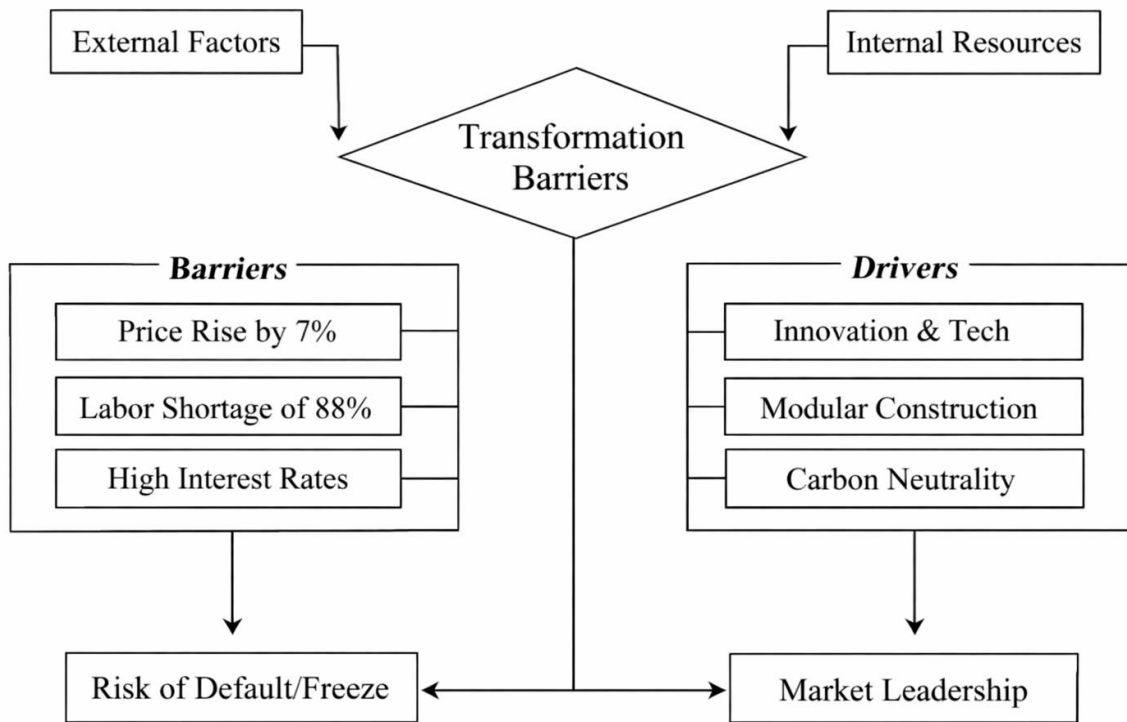 External Factors
Internal Resources
Transformation
Barriers
Barriers
Price Rise by 7%
Labor Shortage of 88%
High Interest Rates
Drivers
Innovation & Tech
Modular Construction
Carbon Neutrality
Risk of Default/Freeze
Market Leadership